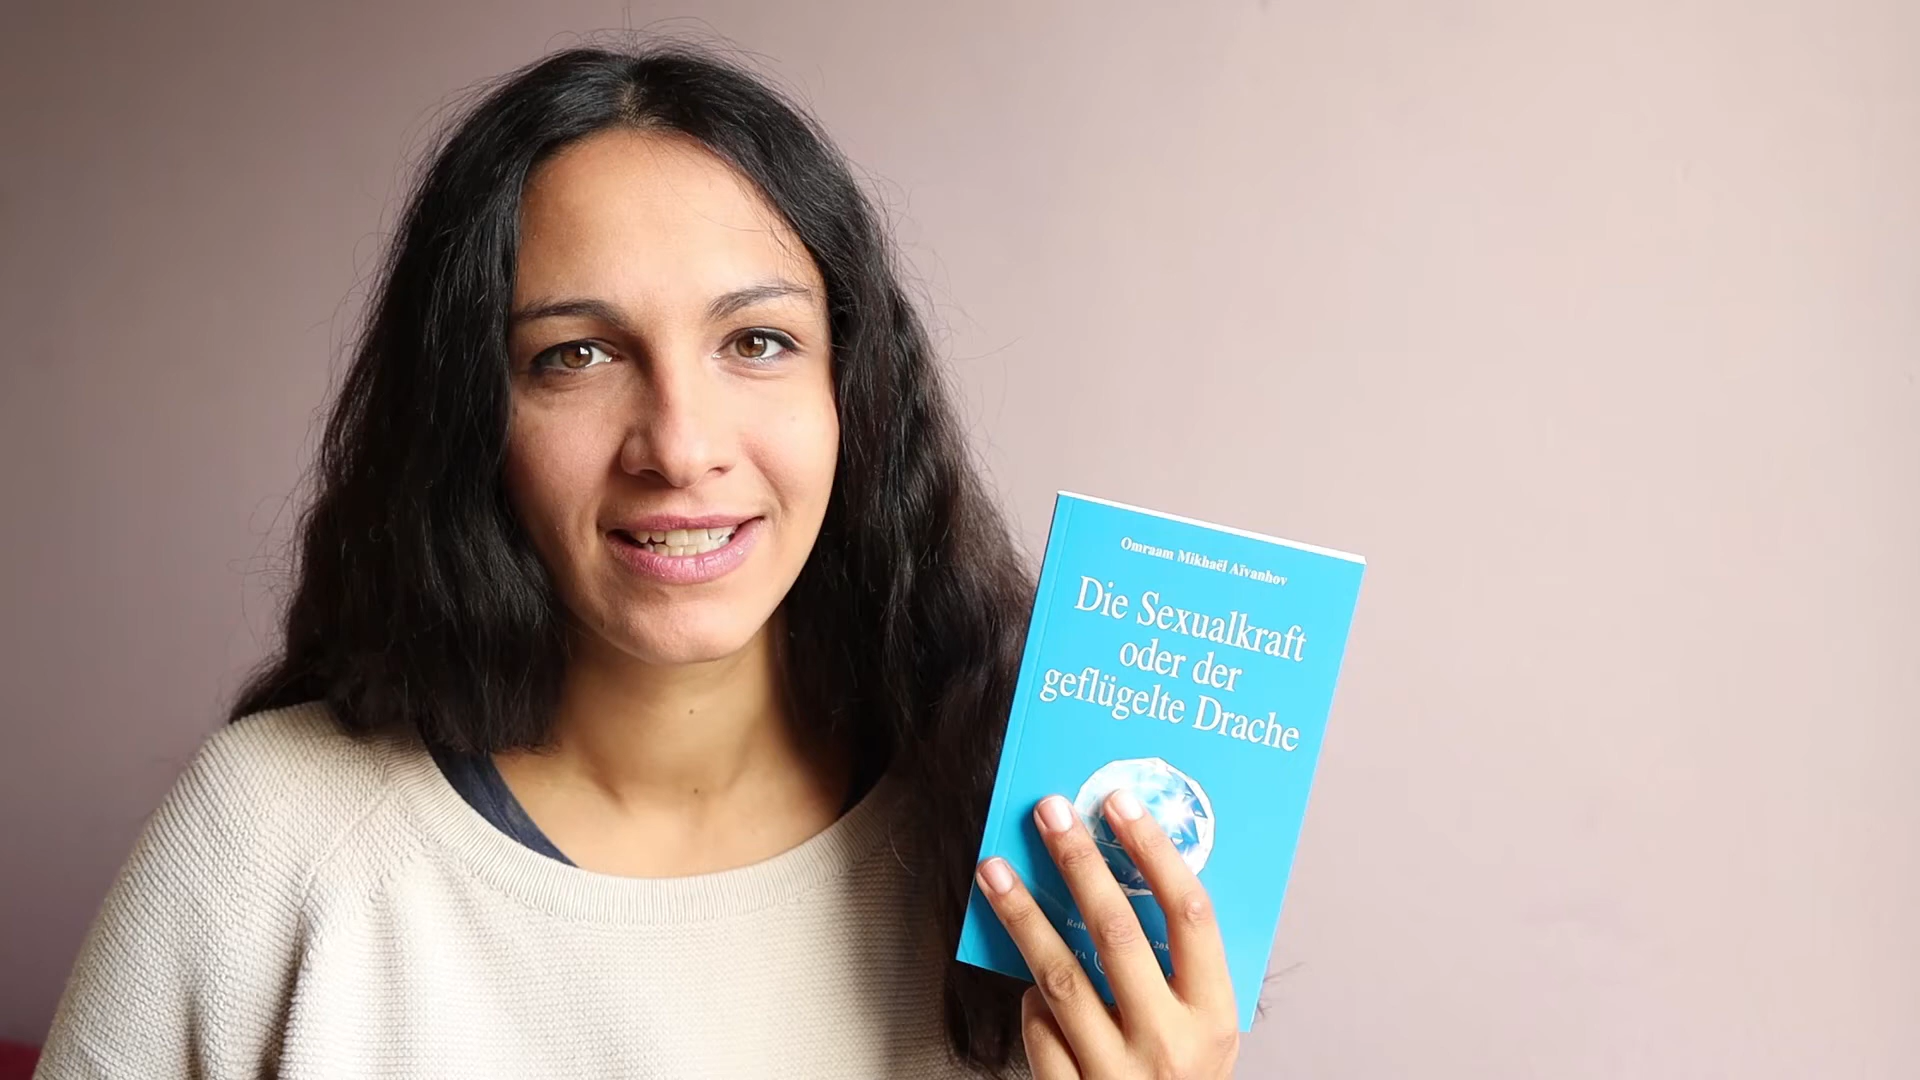 Omraam Mikhaël Aïvanhov
Die Sexualkraft
oder der
geflügelte Drache